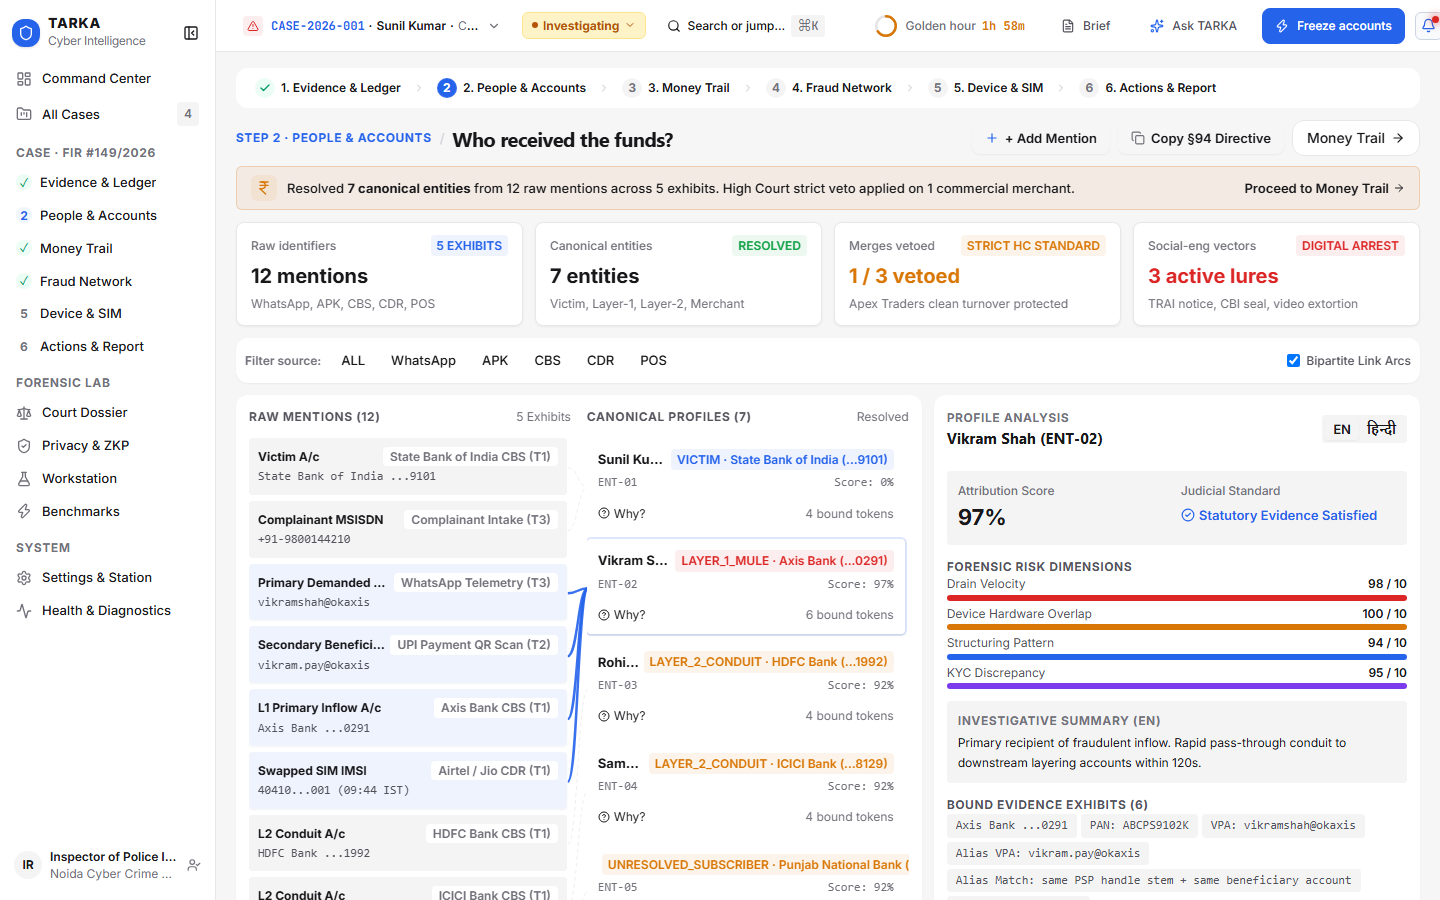 TARKA
Cyber Intelligence
Command Center
All Cases 4
CASE · FIR #149/2026
✓ Evidence & Ledger
2 People & Accounts
✓ Money Trail
✓ Fraud Network
5 Device & SIM
6 Actions & Report
FORENSIC LAB
Court Dossier
Privacy & ZKP
Workstation
Benchmarks
SYSTEM
Settings & Station
Health & Diagnostics
IR Inspector of Police I...
Noida Cyber Crime ...
CASE-2026-001 · Sunil Kumar · C...
Investigating
Search or jump... ⌘K
Golden hour 1h 58m
Brief
Ask TARKA
Freeze accounts
✓ 1. Evidence & Ledger
2 2. People & Accounts
3 3. Money Trail
4 4. Fraud Network
5 5. Device & SIM
6 6. Actions & Report
STEP 2 · PEOPLE & ACCOUNTS / Who received the funds?
+ + Add Mention
Copy §94 Directive
Money Trail →
₹ Resolved 7 canonical entities from 12 raw mentions across 5 exhibits. High Court strict veto applied on 1 commercial merchant.
Proceed to Money Trail →
Raw identifiers 5 EXHIBITS
12 mentions
WhatsApp, APK, CBS, CDR, POS
Canonical entities RESOLVED
7 entities
Victim, Layer-1, Layer-2, Merchant
Merges vetoed STRICT HC STANDARD
1 / 3 vetoed
Apex Traders clean turnover protected
Social-eng vectors DIGITAL ARREST
3 active lures
TRAI notice, CBI seal, video extortion
Filter source: ALL WhatsApp APK CBS CDR POS
Bipartite Link Arcs
RAW MENTIONS (12) 5 Exhibits
Victim A/c State Bank of India CBS (T1)
State Bank of India ...9101
Complainant MSISDN Complainant Intake (T3)
+91-9800144210
Primary Demanded ... WhatsApp Telemetry (T3)
vikramshah@okaxis
Secondary Benefici... UPI Payment QR Scan (T2)
vikram.pay@okaxis
L1 Primary Inflow A/c Axis Bank CBS (T1)
Axis Bank ...0291
Swapped SIM IMSI Airtel / Jio CDR (T1)
40410...001 (09:44 IST)
L2 Conduit A/c HDFC Bank CBS (T1)
HDFC Bank ...1992
L2 Conduit A/c ICICI Bank CBS (T1)
CANONICAL PROFILES (7) Resolved
Sunil Ku... VICTIM · State Bank of India (...9101)
ENT-01 Score: 0%
Why? 4 bound tokens
Vikram S... LAYER_1_MULE · Axis Bank (...0291)
ENT-02 Score: 97%
Why? 6 bound tokens
Rohi... LAYER_2_CONDUIT · HDFC Bank (...1992)
ENT-03 Score: 92%
Why? 4 bound tokens
Sam... LAYER_2_CONDUIT · ICICI Bank (...8129)
ENT-04 Score: 92%
Why? 4 bound tokens
UNRESOLVED_SUBSCRIBER · Punjab National Bank (
ENT-05 Score: 92%
PROFILE ANALYSIS
Vikram Shah (ENT-02)
EN हिन्दी
Attribution Score
97%
Judicial Standard
Statutory Evidence Satisfied
FORENSIC RISK DIMENSIONS
Drain Velocity 98 / 10
Device Hardware Overlap 100 / 10
Structuring Pattern 94 / 10
KYC Discrepancy 95 / 10
INVESTIGATIVE SUMMARY (EN)
Primary recipient of fraudulent inflow. Rapid pass-through conduit to
downstream layering accounts within 120s.
BOUND EVIDENCE EXHIBITS (6)
Axis Bank ...0291 PAN: ABCPS9102K VPA: vikramshah@okaxis
Alias VPA: vikram.pay@okaxis
Alias Match: same PSP handle stem + same beneficiary account